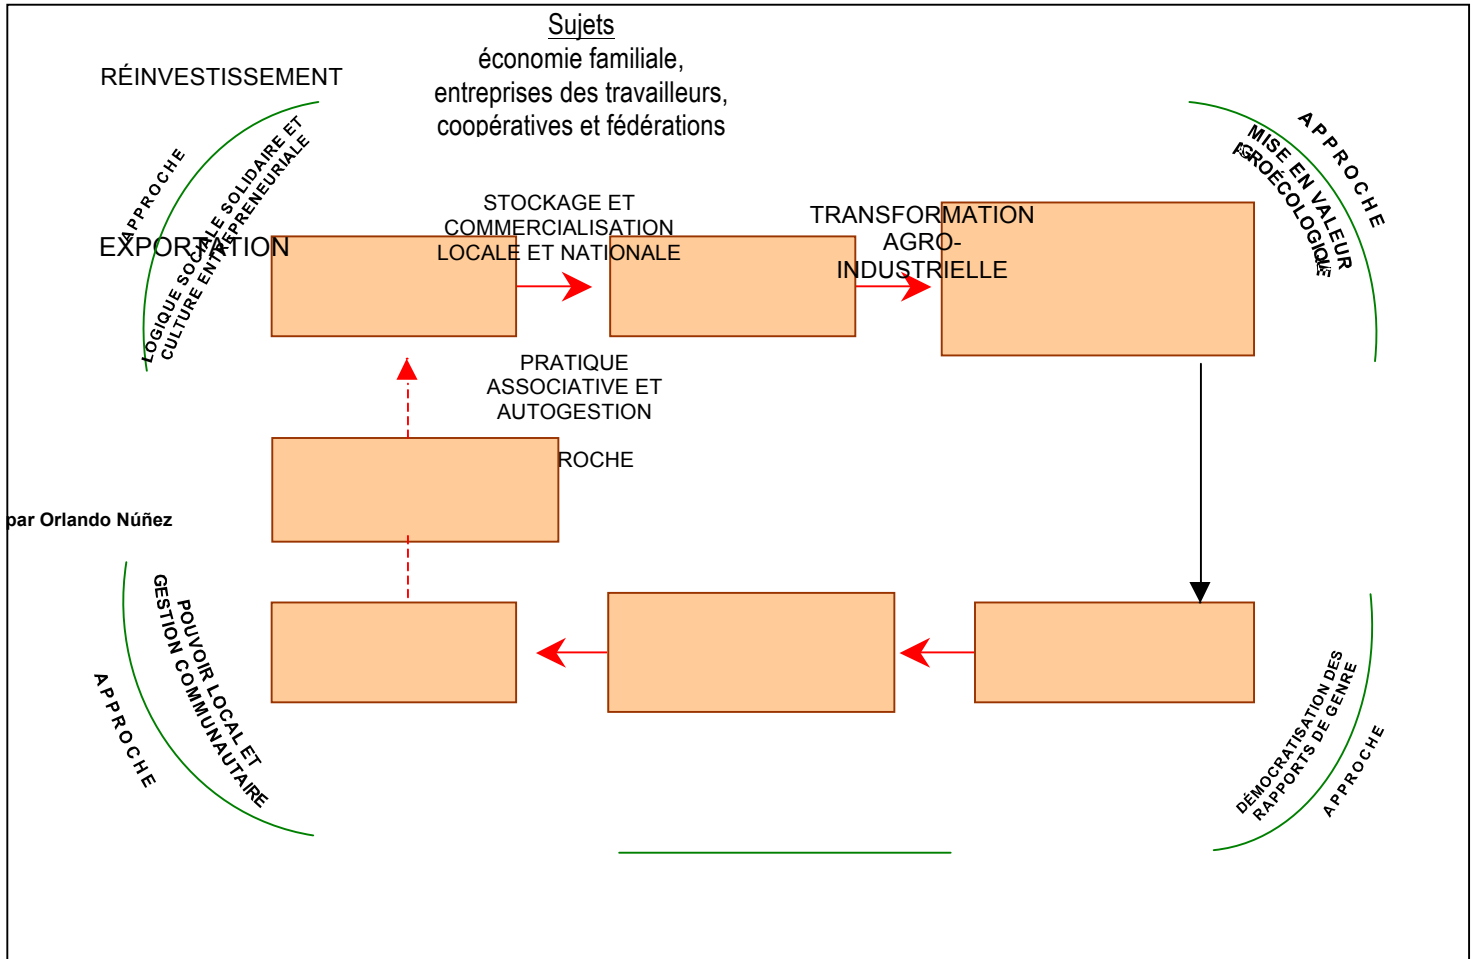 Sujets
économie familiale,
entreprises des travailleurs,
coopératives et fédérations
RÉINVESTISSEMENT
APPROCHE
LOGIQUE SOCIALE SOLIDAIRE ET
CULTURE ENTREPRENEURIALE
APPROCHE
MISE EN VALEUR
AGROÉCOLOGIQUE
EXPORTATION
STOCKAGE ET
COMMERCIALISATION
LOCALE ET NATIONALE
TRANSFORMATION
AGRO-
INDUSTRIELLE
PRATIQUE
ASSOCIATIVE ET
AUTOGESTION
ROCHE
par Orlando Núñez
POUVOIR LOCAL ET
GESTION COMMUNAUTAIRE
APPROCHE
DÉMOCRATISATION DES
RAPPORTS DE GENRE
APPROCHE